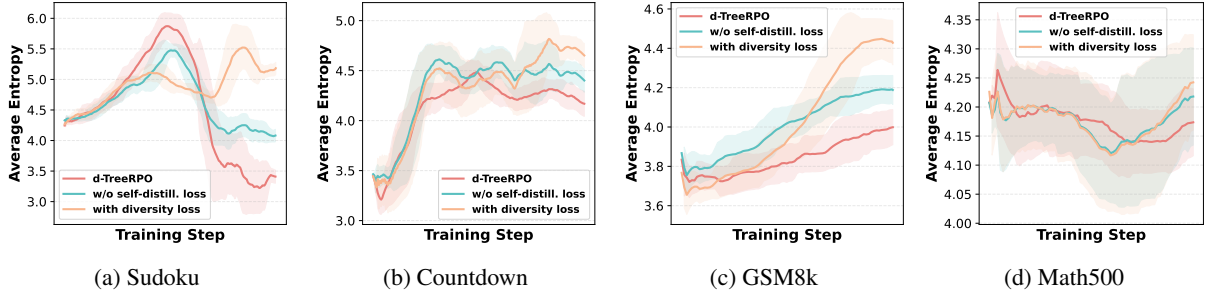 Average Entropy
6.0
5.5
5.0
4.5
4.0
3.5
3.0
d-TreeRPO
w/o self-distill. loss
with diversity loss
Training Step
(a) Sudoku
Average Entropy
5.0
4.5
4.0
3.5
3.0
d-TreeRPO
w/o self-distill. loss
with diversity loss
Training Step
(b) Countdown
Average Entropy
4.6
4.4
4.2
4.0
3.8
3.6
d-TreeRPO
w/o self-distill. loss
with diversity loss
Training Step
(c) GSM8k
Average Entropy
4.35
4.30
4.25
4.20
4.15
4.10
4.05
4.00
d-TreeRPO
w/o self-distill. loss
with diversity loss
Training Step
(d) Math500